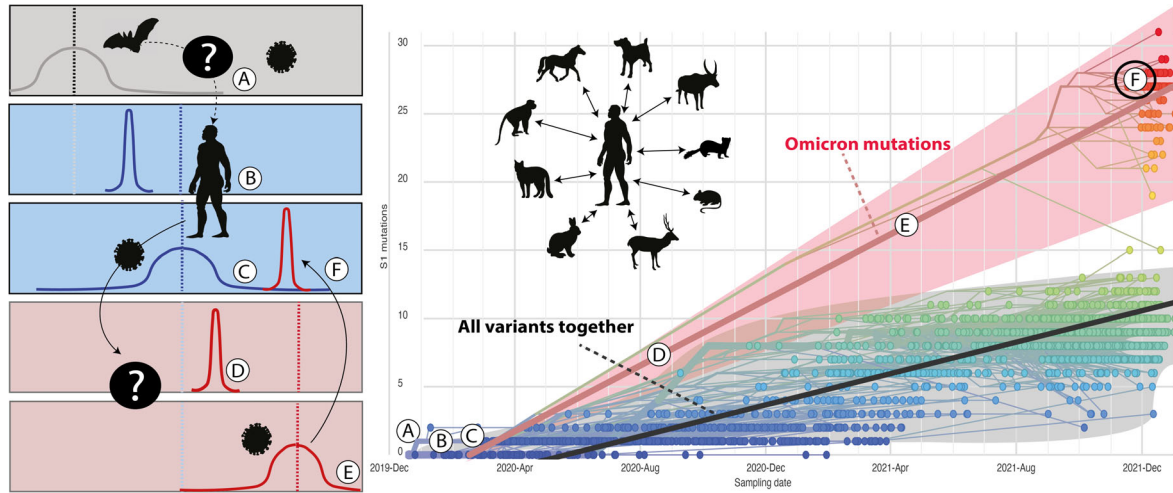 ?
A
B
C
F
D
?
E
30
25
20
15
10
5
0
S1 mutations
Omicron mutations
All variants together
F
E
D
A
B
C
2019-Dec
2020-Apr
2020-Aug
2020-Dec
2021-Apr
2021-Aug
2021-Dec
Sampling date